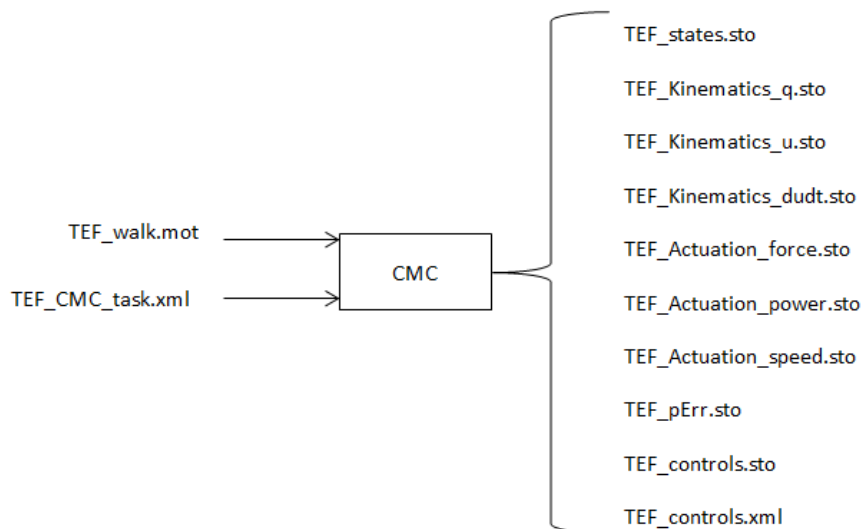 TEF_walk.mot
TEF_CMC_task.xml
CMC
TEF_states.sto
TEF_Kinematics_q.sto
TEF_Kinematics_u.sto
TEF_Kinematics_dudt.sto
TEF_Actuation_force.sto
TEF_Actuation_power.sto
TEF_Actuation_speed.sto
TEF_pErr.sto
TEF_controls.sto
TEF_controls.xml